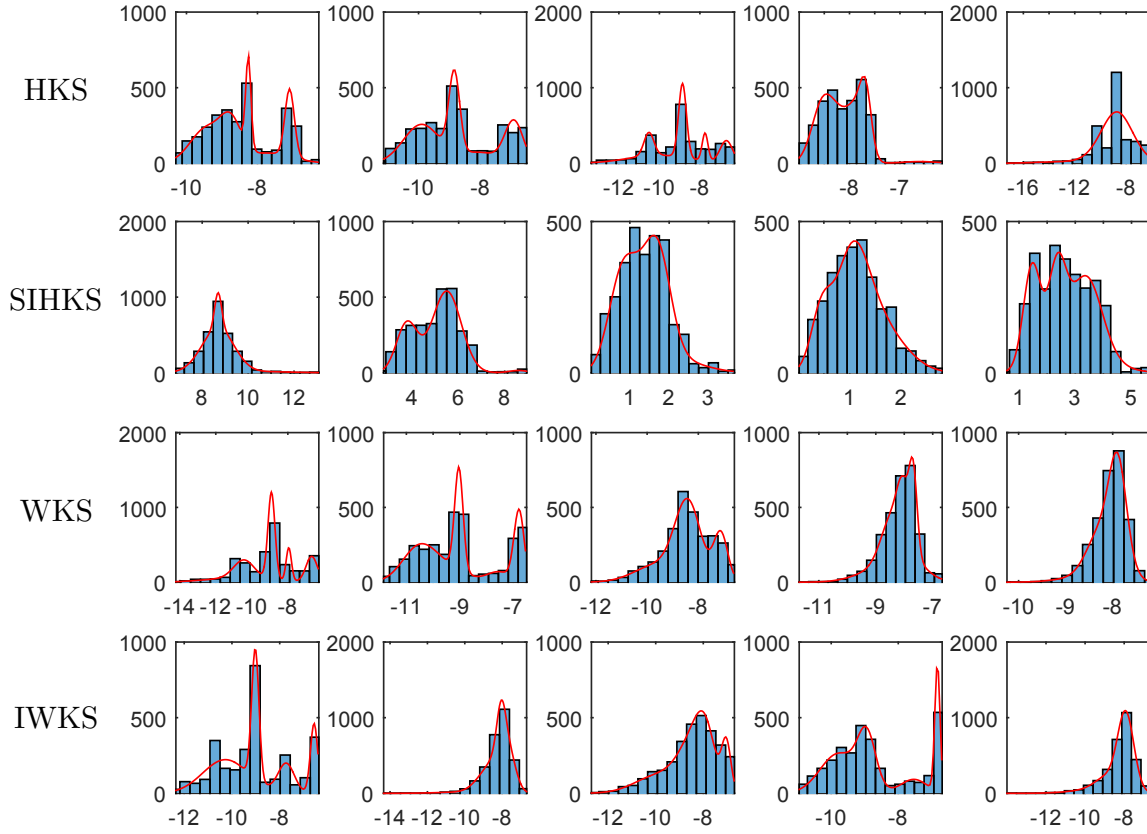 1000 1000 2000 1000 2000
HKS
500 500 1000 500 1000
0 0 0 0 0
-10 -8 -10 -8 -12 -10 -8 -8 -7 -16 -12 -8
2000 1000 500 500 500
SIHKS
1000 500
0 0 0 0 0
8 10 12 4 6 8 1 2 3 1 2 1 3 5
2000 1000 1000 1000 1000
WKS
1000 500 500 500 500
0 0 0 0 0
-14 -12 -10 -8 -11 -9 -7 -12 -10 -8 -11 -9 -7 -10 -9 -8
1000 2000 1000 1000 2000
IWKS
500 1000 500 500 1000
0 0 0 0 0
-12 -10 -8 -14 -12 -10 -8 -12 -10 -8 -10 -8 -12 -10 -8